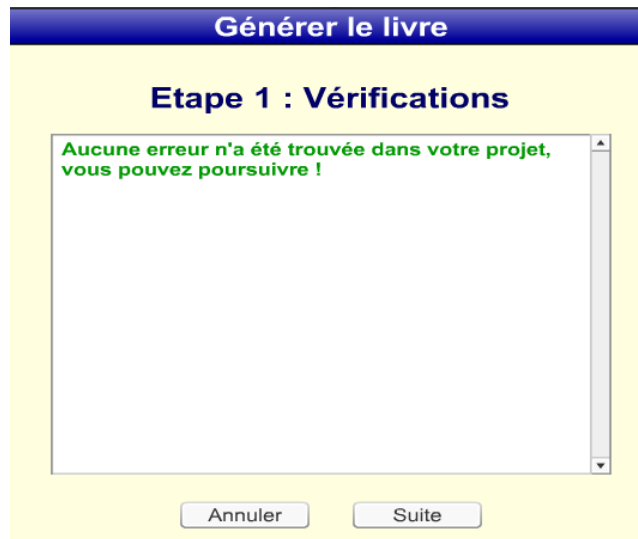 Générer le livre
Etape 1 : Vérifications
Aucune erreur n'a été trouvée dans votre projet,
vous pouvez poursuivre !
Annuler Suite